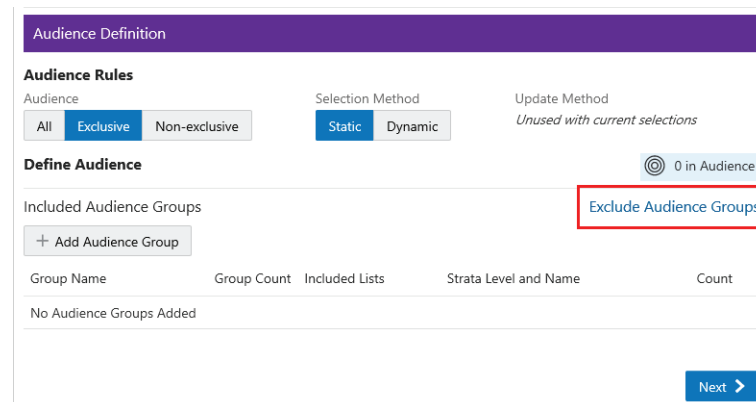 Audience Definition
Audience Rules
Audience Selection Method Update Method
All Exclusive Non-exclusive Static Dynamic Unused with current selections
Define Audience 0 in Audience
Included Audience Groups Exclude Audience Groups
+ Add Audience Group
Group Name Group Count Included Lists Strata Level and Name Count
No Audience Groups Added
Next